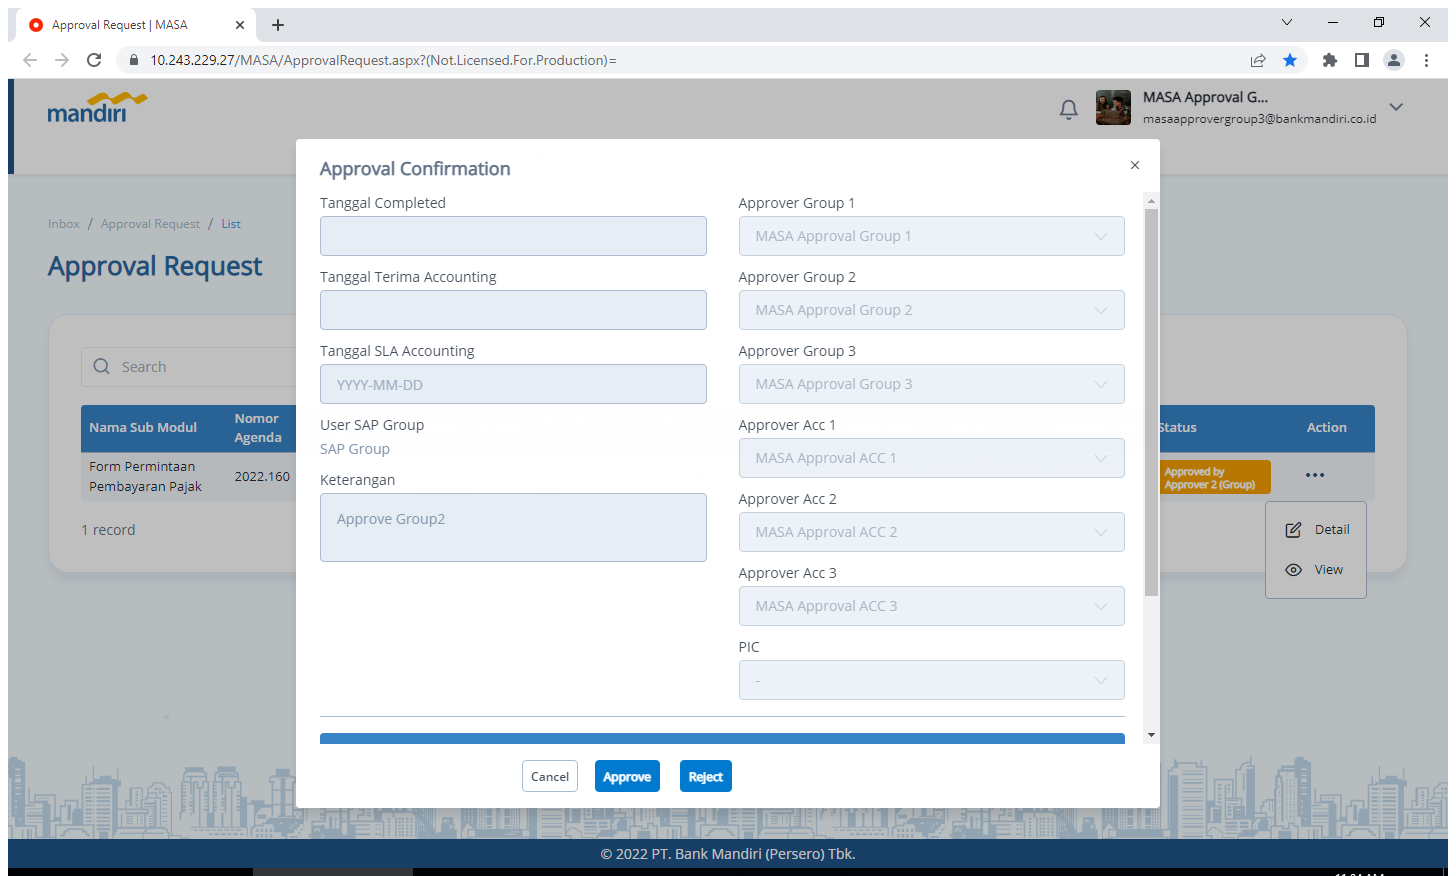 Approval Request | MASA
10.243.229.27/MASA/ApprovalRequest.aspx?(Not.Licensed.For.Production)=
mandiri
MASA Approval G...
masaapprovergroup3@bankmandiri.co.id
Inbox / Approval Request / List
Approval Request
Search
Nama Sub Modul
Nomor
Agenda
Status
Action
Form Permintaan
Pembayaran Pajak
2022.160
Approved by
Approver 2 (Group)
1 record
Detail
View
Approval Confirmation
Tanggal Completed
Tanggal Terima Accounting
Tanggal SLA Accounting
YYYY-MM-DD
User SAP Group
SAP Group
Keterangan
Approve Group2
Approver Group 1
MASA Approval Group 1
Approver Group 2
MASA Approval Group 2
Approver Group 3
MASA Approval Group 3
Approver Acc 1
MASA Approval ACC 1
Approver Acc 2
MASA Approval ACC 2
Approver Acc 3
MASA Approval ACC 3
PIC
-
Cancel
Approve
Reject
© 2022 PT. Bank Mandiri (Persero) Tbk.